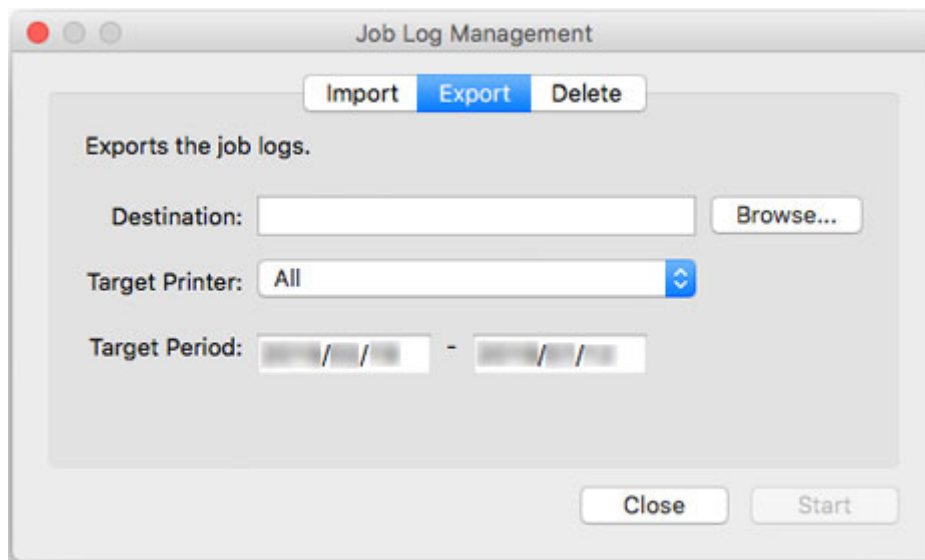 Job Log Management
Import Export Delete
Exports the job logs.
Destination: Browse...
Target Printer: All
Target Period: / / - / /
Close Start